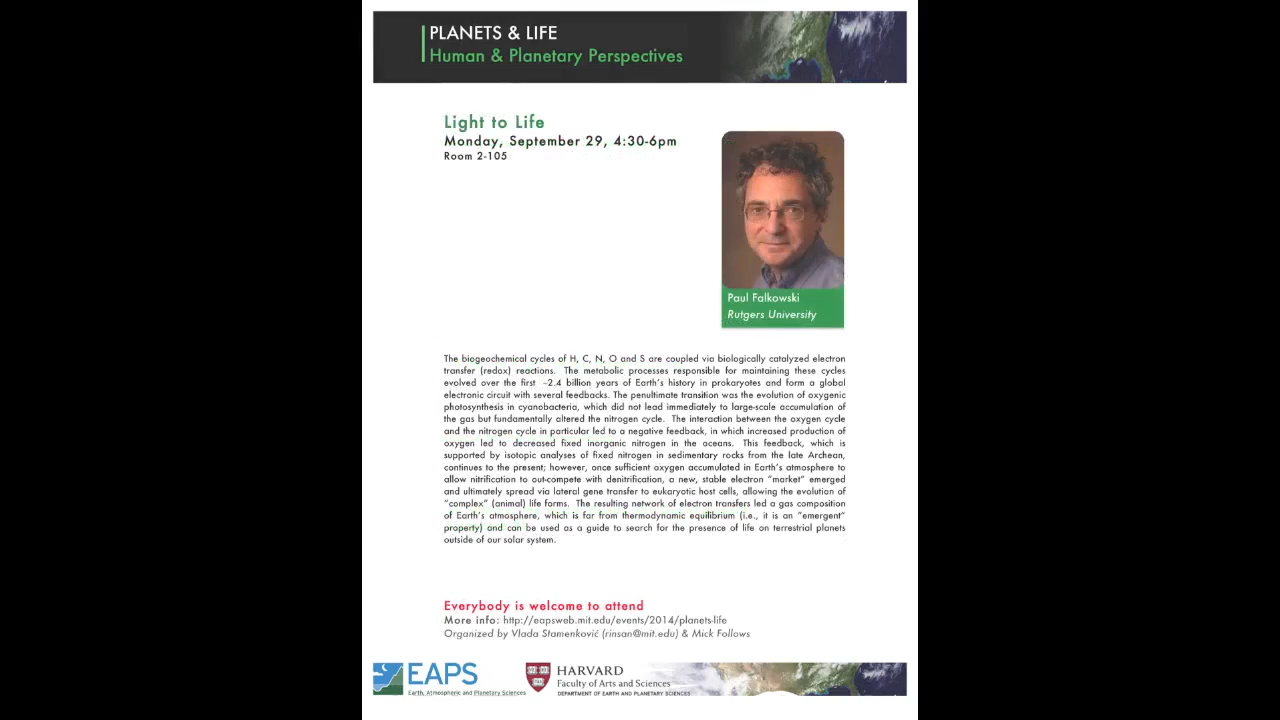 PLANETS & LIFE
Human & Planetary Perspectives
Light to Life
Monday, September 29, 4:30-6pm
Room 2-105
Paul Falkowski
Rutgers University
The biogeochemical cycles of H, C, N, O and S are coupled via biologically catalyzed electron
transfer (redox) reactions. The metabolic processes responsible for maintaining these cycles
evolved over the first ~2.4 billion years of Earth's history in prokaryotes and form a global
electronic circuit with several feedbacks. The penultimate transition was the evolution of oxygenic
photosynthesis in cyanobacteria, which did not lead immediately to large-scale accumulation of
the gas but fundamentally altered the nitrogen cycle. The interaction between the oxygen cycle
and the nitrogen cycle in particular led to a negative feedback, in which increased production of
oxygen led to decreased fixed inorganic nitrogen in the oceans. This feedback, which is
supported by isotopic analyses of fixed nitrogen in sedimentary rocks from the late Archean,
continues to the present; however, once sufficient oxygen accumulated in Earth's atmosphere to
allow nitrification to out-compete with denitrification, a new, stable electron "market" emerged
and ultimately spread via lateral gene transfer to eukaryotic host cells, allowing the evolution of
"complex" (animal) life forms. The resulting network of electron transfers led a gas composition
of Earth's atmosphere, which is far from thermodynamic equilibrium (i.e., it is an "emergent"
property) and can be used as a guide to search for the presence of life on terrestrial planets
outside of our solar system.
Everybody is welcome to attend
More info: http://eapsweb.mit.edu/events/2014/planets-life
Organized by Vlada Stamenković (rinsan@mit.edu) & Mick Follows
EAPS
Earth, Atmospheric and Planetary Sciences
HARVARD
Faculty of Arts and Sciences
DEPARTMENT OF EARTH AND PLANETARY SCIENCES